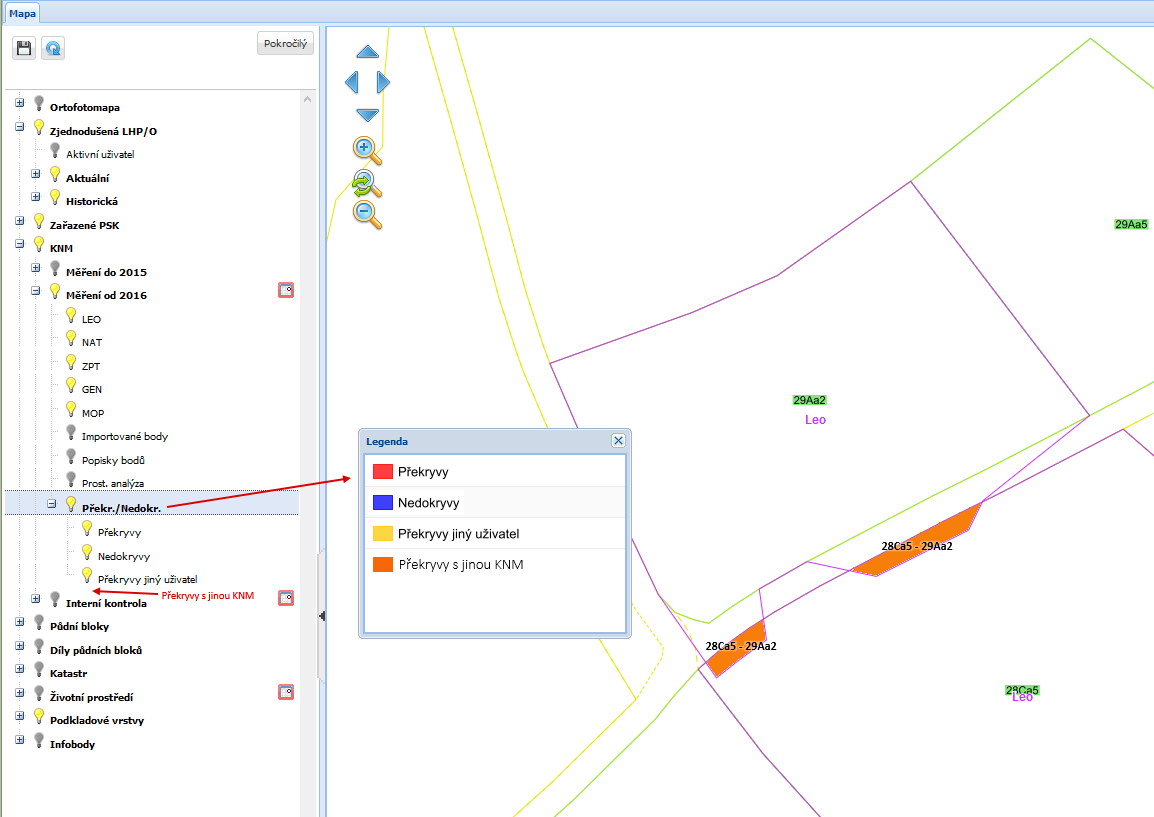 Mapa
Pokročilý
Ortofotomapa
Zjednodušená LHP/O
Aktivní uživatel
Aktuální
Historická
Zařazené PSK
KNM
Měření do 2015
Měření od 2016
LEO
NAT
ZPT
GEN
MOP
Importované body
Popisky bodů
Prost. analýza
Překr./Nedokr.
Překryvy
Nedokryvy
Překryvy jiný uživatel
Překryvy s jinou KNM
Interní kontrola
Půdní bloky
Díly půdních bloků
Katastr
Životní prostředí
Podkladové vrstvy
Infobody
Legenda
Překryvy
Nedokryvy
Překryvy jiný uživatel
Překryvy s jinou KNM
29Aa5
29Aa2
Leo
28Ca5 - 29Aa2
28Ca5 - 29Aa2
28Ca5
Leo